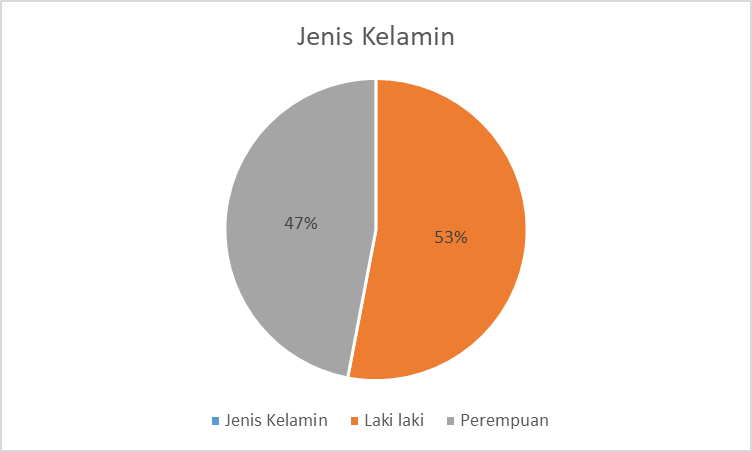 Jenis Kelamin
47%
53%
Jenis Kelamin Laki laki Perempuan